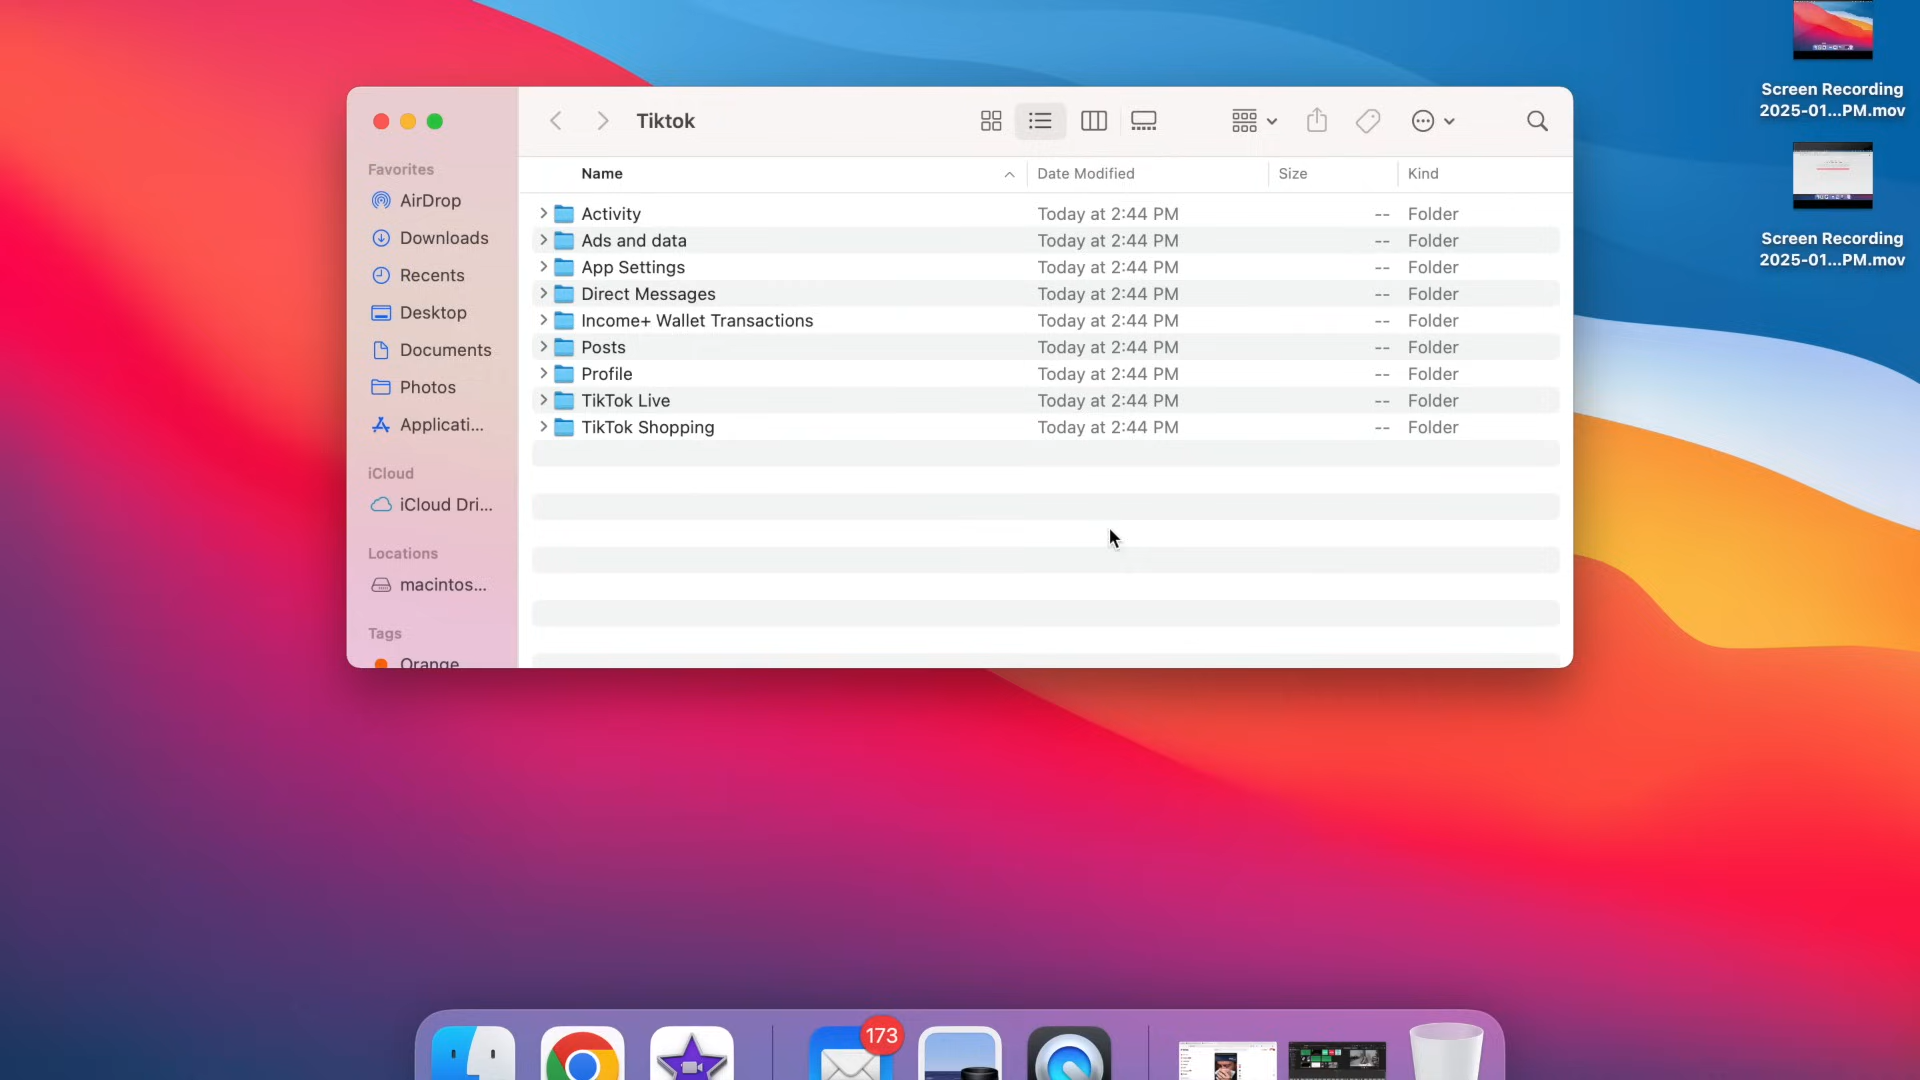 Screen Recording
2025-01...PM.mov
Screen Recording
2025-01...PM.mov
Tiktok
Favorites
AirDrop
Downloads
Recents
Desktop
Documents
Photos
Applicati...
iCloud
iCloud Dri...
Locations
macintos...
Tags
Orange
Name Date Modified Size Kind
Activity Today at 2:44 PM -- Folder
Ads and data Today at 2:44 PM -- Folder
App Settings Today at 2:44 PM -- Folder
Direct Messages Today at 2:44 PM -- Folder
Income+ Wallet Transactions Today at 2:44 PM -- Folder
Posts Today at 2:44 PM -- Folder
Profile Today at 2:44 PM -- Folder
TikTok Live Today at 2:44 PM -- Folder
TikTok Shopping Today at 2:44 PM -- Folder
173